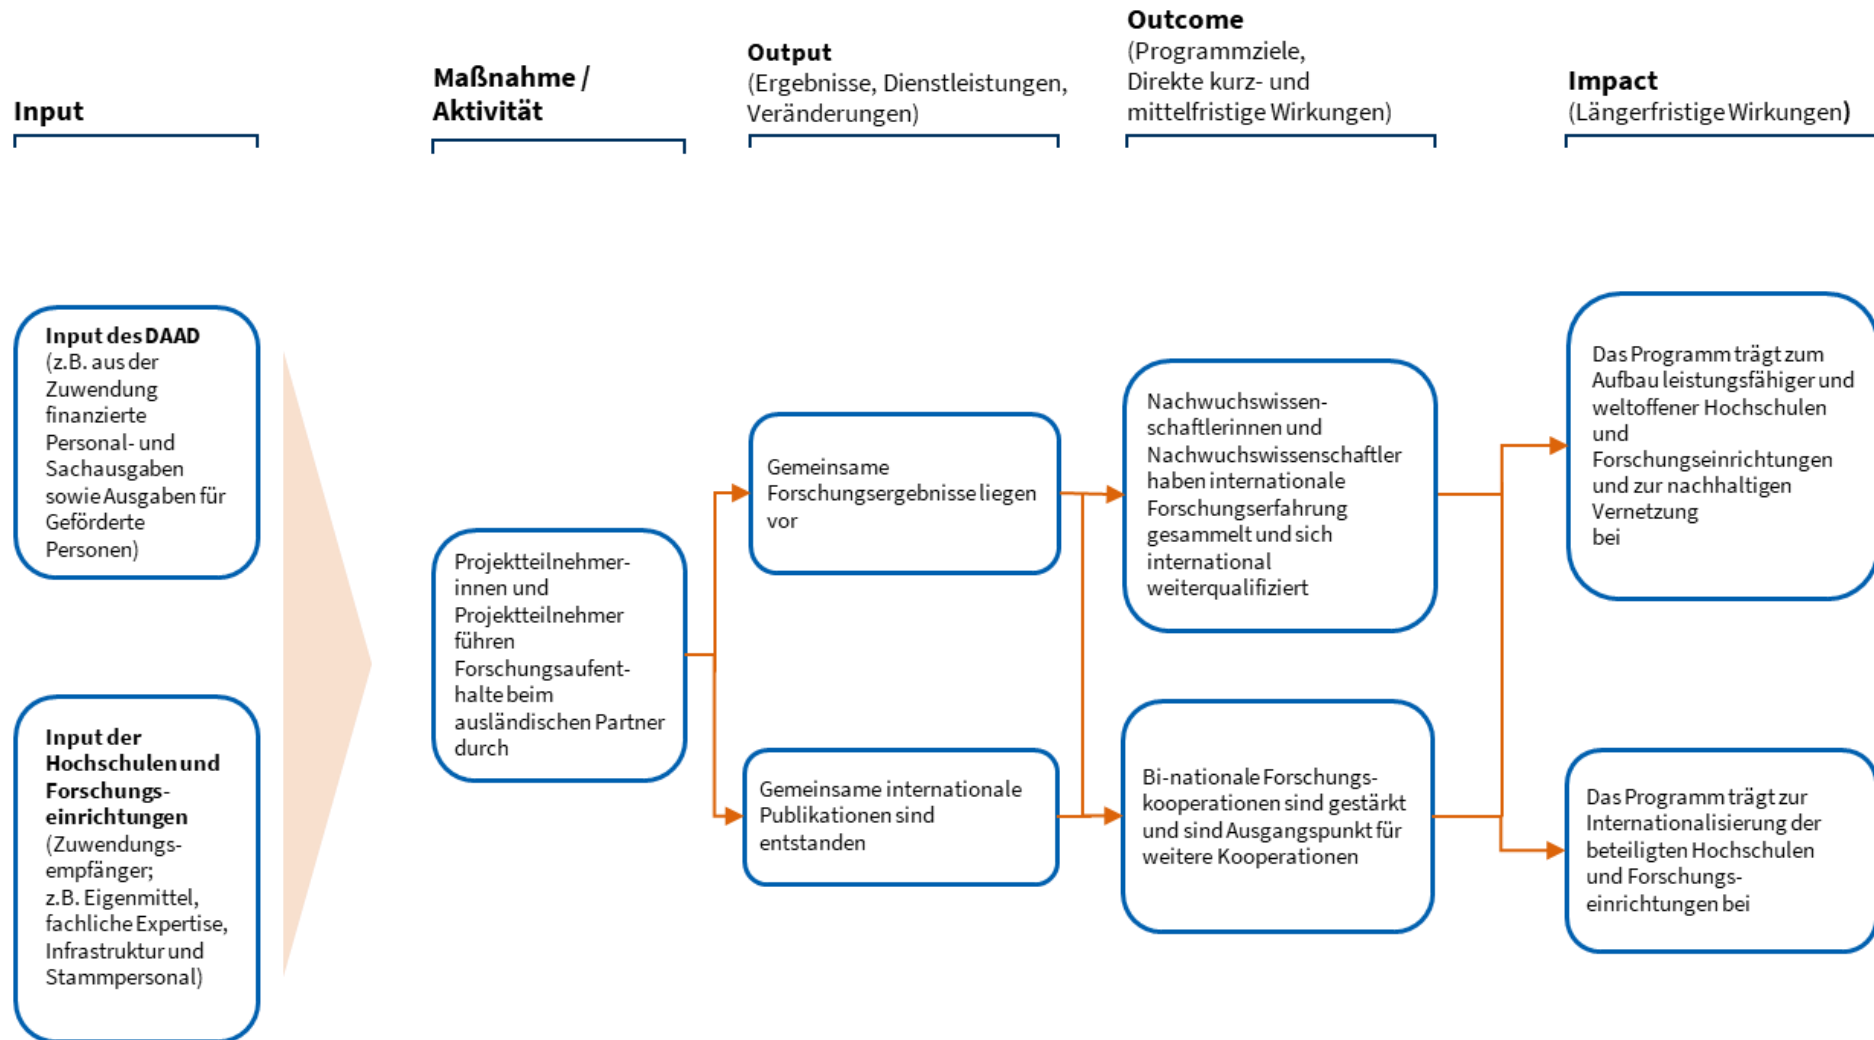 Input
Maßnahme /
Aktivität
Output
(Ergebnisse, Dienstleistungen,
Veränderungen)
Outcome
(Programmziele,
Direkte kurz- und
mittelfristige Wirkungen)
Impact
(Längerfristige Wirkungen)
Input des DAAD
(z.B. aus der
Zuwendung
finanzierte
Personal- und
Sachausgaben
sowie Ausgaben für
Geförderte
Personen)
Input der
Hochschulen und
Forschungs-
einrichtungen
(Zuwendungs-
empfänger;
z.B. Eigenmittel,
fachliche Expertise,
Infrastruktur und
Stammpersonal)
Projektteilnehmer-
innen und
Projektteilnehmer
führen
Forschungsaufent-
halte beim
ausländischen Partner
durch
Gemeinsame
Forschungsergebnisse liegen
vor
Gemeinsame internationale
Publikationen sind
entstanden
Nachwuchswissen-
schaftlerinnen und
Nachwuchswissenschaftler
haben internationale
Forschungserfahrung
gesammelt und sich
international
weiterqualifiziert
Bi-nationale Forschungs-
kooperationen sind gestärkt
und sind Ausgangspunkt für
weitere Kooperationen
Das Programm trägt zum
Aufbau leistungsfähiger und
weltoffener Hochschulen
und
Forschungseinrichtungen
und zur nachhaltigen
Vernetzung
bei
Das Programm trägt zur
Internationalisierung der
beteiligten Hochschulen
und Forschungs-
einrichtungen bei